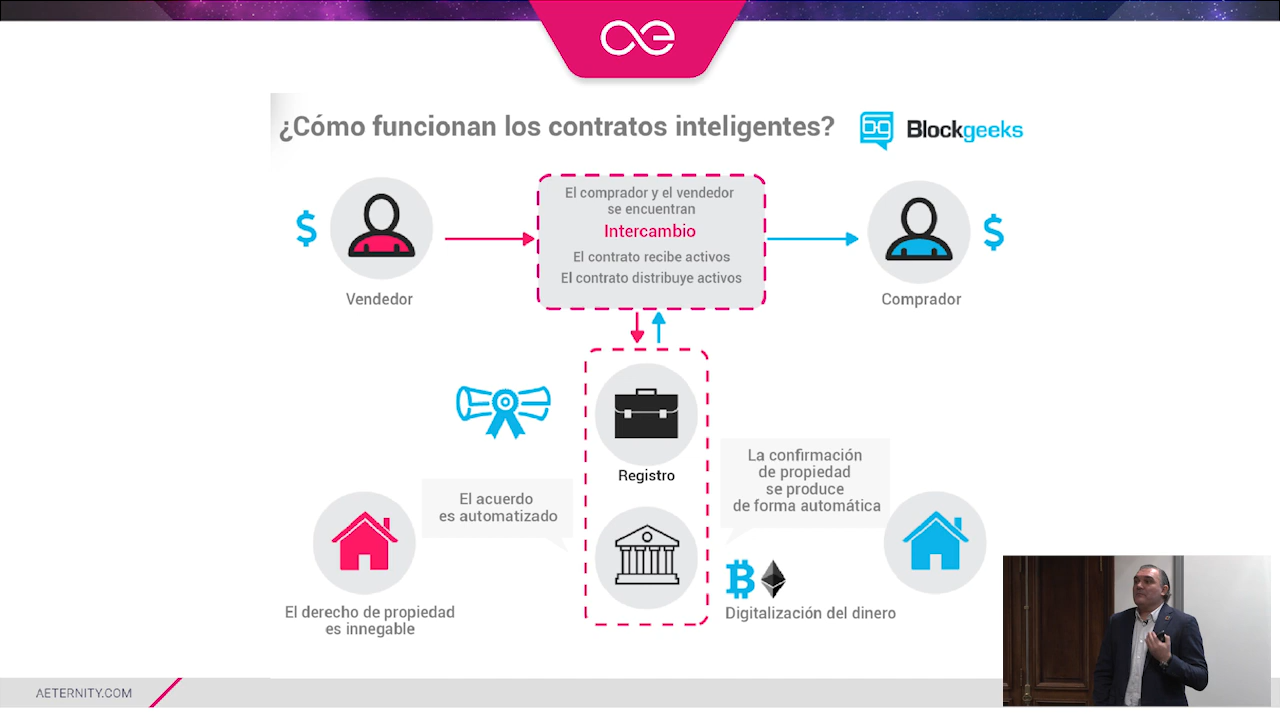 ¿Cómo funcionan los contratos inteligentes?
Blockgeeks
El comprador y el vendedor
se encuentran
Intercambio
El contrato recibe activos
El contrato distribuye activos
$
Vendedor
$
Comprador
Registro
El acuerdo
es automatizado
La confirmación
de propiedad
se produce
de forma automática
El derecho de propiedad
es innegable
Digitalización del dinero
AETERNITY.COM